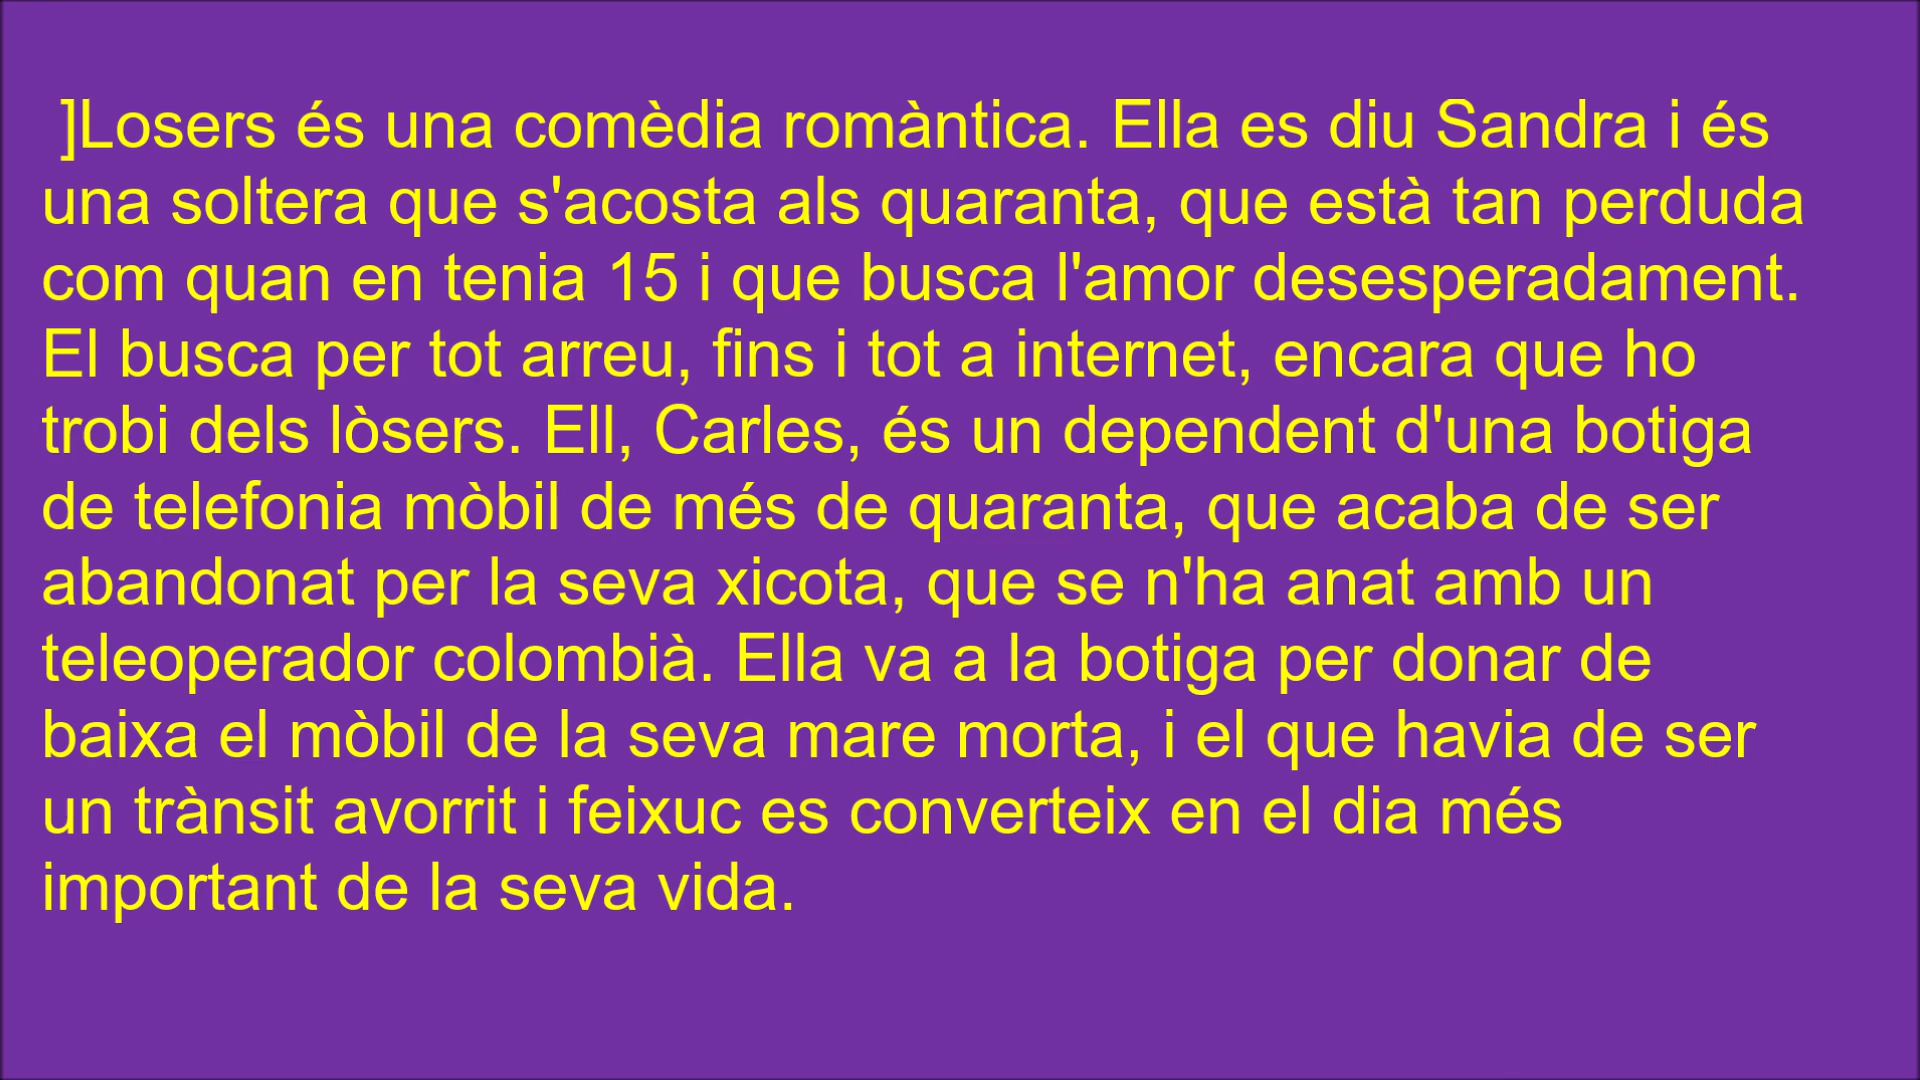 ]Losers és una comèdia romàntica. Ella es diu Sandra i és
una soltera que s'acosta als quaranta, que està tan perduda
com quan en tenia 15 i que busca l'amor desesperadament.
El busca per tot arreu, fins i tot a internet, encara que ho
trobi dels lòsers. Ell, Carles, és un dependent d'una botiga
de telefonia mòbil de més de quaranta, que acaba de ser
abandonat per la seva xicota, que se n'ha anat amb un
teleoperador colombià. Ella va a la botiga per donar de
baixa el mòbil de la seva mare morta, i el que havia de ser
un trànsit avorrit i feixuc es converteix en el dia més
important de la seva vida.